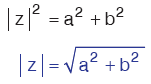 |z|² = a² + b²
|z| = √(a² + b²)